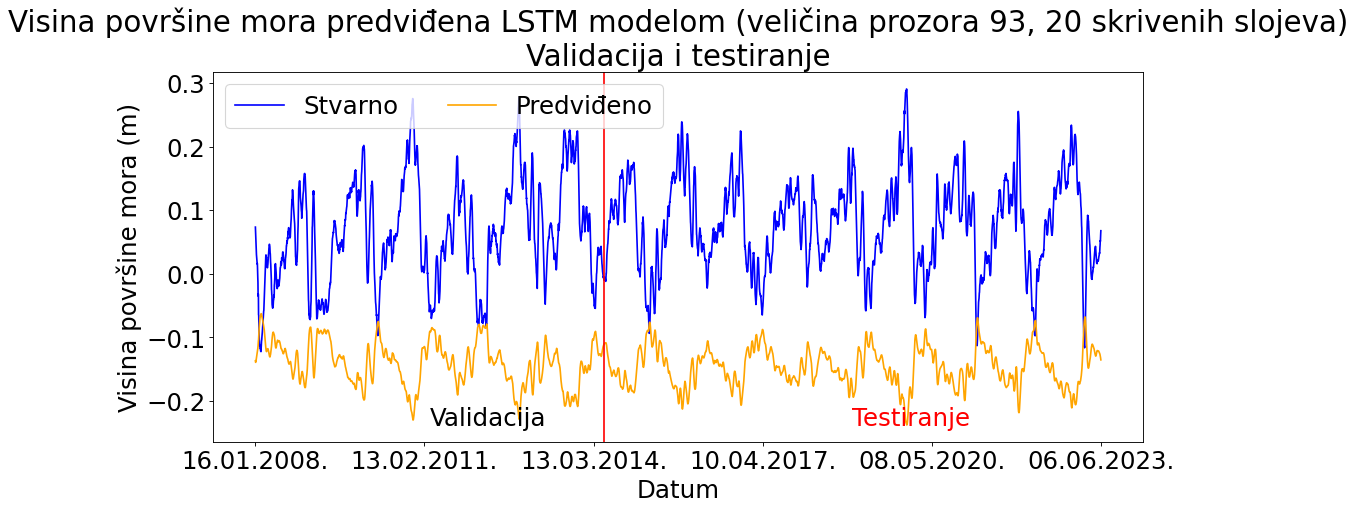 Visina površine mora predviđena LSTM modelom (veličina prozora 93, 20 skrivenih slojeva)
Validacija i testiranje
Stvarno
Predviđeno
Visina površine mora (m)
0.3
0.2
0.1
0.0
−0.1
−0.2
Validacija
Testiranje
16.01.2008.
13.02.2011.
13.03.2014.
10.04.2017.
08.05.2020.
06.06.2023.
Datum